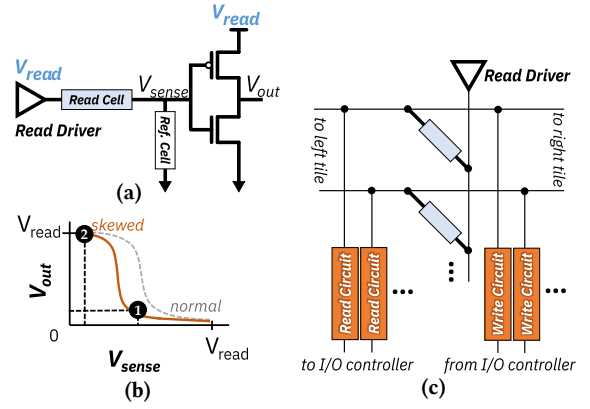 V_read
V_read
Read Cell
V_sense
V_out
Read Driver
Ref. Cell
(a)
V_read
2
skewed
V_out
1
normal
0
V_read
V_sense
(b)
Read Driver
to left tile
to right tile
Read Circuit
Read Circuit
...
Write Circuit
Write Circuit
...
to I/O controller
from I/O controller
(c)